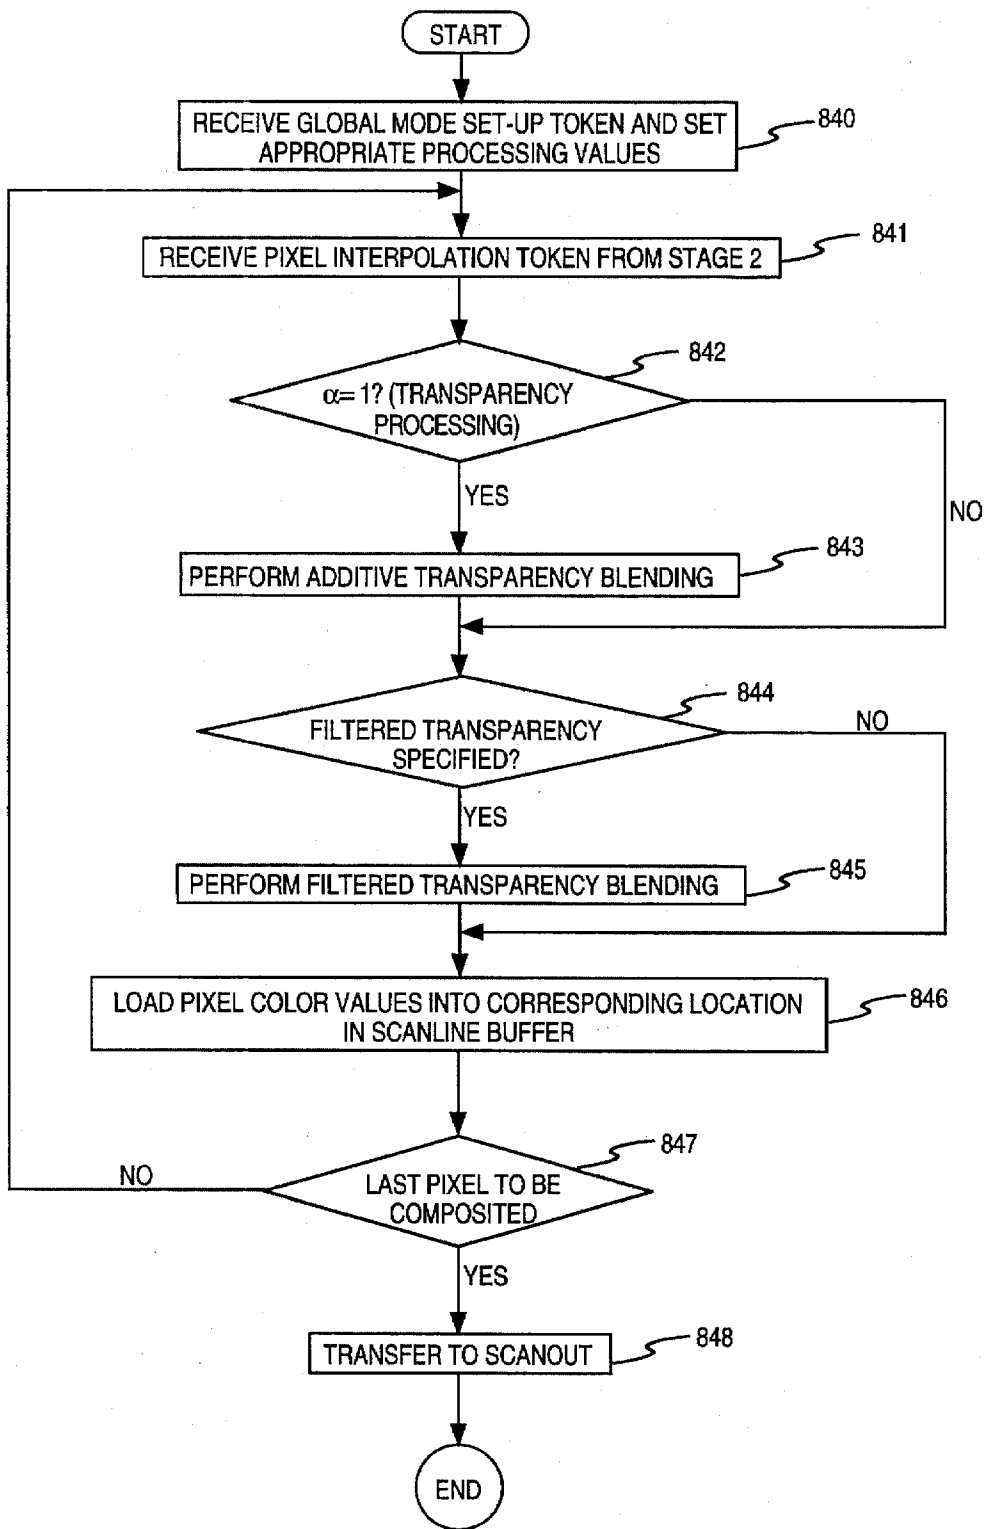 START
RECEIVE GLOBAL MODE SET-UP TOKEN AND SET
APPROPRIATE PROCESSING VALUES
840
RECEIVE PIXEL INTERPOLATION TOKEN FROM STAGE 2
841
α= 1? (TRANSPARENCY
PROCESSING)
842
YES
NO
PERFORM ADDITIVE TRANSPARENCY BLENDING
843
FILTERED TRANSPARENCY
SPECIFIED?
844
NO
YES
PERFORM FILTERED TRANSPARENCY BLENDING
845
LOAD PIXEL COLOR VALUES INTO CORRESPONDING LOCATION
IN SCANLINE BUFFER
846
LAST PIXEL TO BE
COMPOSITED
847
NO
YES
TRANSFER TO SCANOUT
848
END